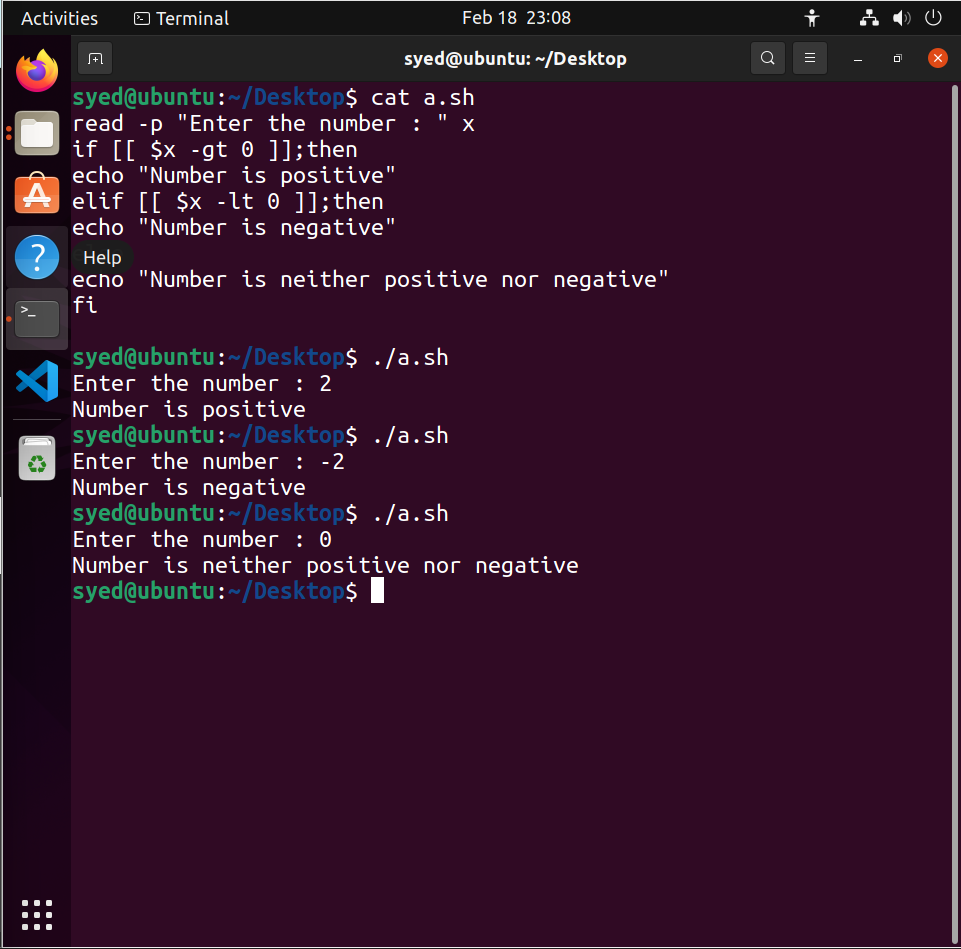 Activities Terminal Feb 18 23:08
syed@ubuntu: ~/Desktop
syed@ubuntu:~/Desktop$ cat a.sh
read -p "Enter the number : " x
if [[ $x -gt 0 ]];then
echo "Number is positive"
elif [[ $x -lt 0 ]];then
echo "Number is negative"
Help
echo "Number is neither positive nor negative"
fi
syed@ubuntu:~/Desktop$ ./a.sh
Enter the number : 2
Number is positive
syed@ubuntu:~/Desktop$ ./a.sh
Enter the number : -2
Number is negative
syed@ubuntu:~/Desktop$ ./a.sh
Enter the number : 0
Number is neither positive nor negative
syed@ubuntu:~/Desktop$